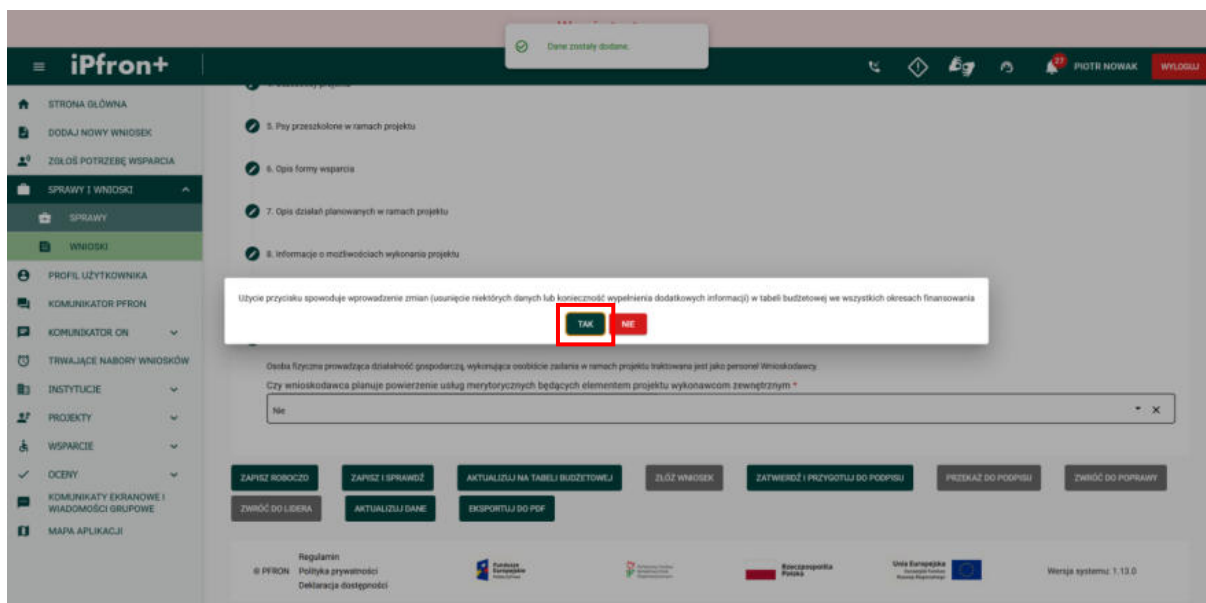 Dane zostały dodane.
iPfron+
27
PIOTR NOWAK
WYLOGUJ
STRONA GŁÓWNA
DODAJ NOWY WNIOSEK
ZGŁOŚ POTRZEBĘ WSPARCIA
SPRAWY I WNIOSKI
SPRAWY
WNIOSKI
PROFIL UŻYTKOWNIKA
KOMUNIKATOR PFRON
KOMUNIKATOR ON
TRWAJĄCE NABORY WNIOSKÓW
INSTYTUCJE
PROJEKTY
WSPARCIE
OCENY
KOMUNIKATY EKRANOWE I
WIADOMOŚCI GRUPOWE
MAPA APLIKACJI
5. Psy przeszkolone w ramach projektu
6. Opis formy wsparcia
7. Opis działań planowanych w ramach projektu
8. Informacje o możliwościach wykonania projektu
Użycie przycisku spowoduje wprowadzenie zmian (usunięcie niektórych danych lub konieczność wypełnienia dodatkowych informacji) w tabeli budżetowej we wszystkich okresach finansowania
TAK
NIE
Osoba fizyczna prowadząca działalność gospodarczą, wykonująca osobiście zadania w ramach projektu traktowana jest jako personel Wnioskodawcy.
Czy wnioskodawca planuje powierzenie usług merytorycznych będących elementem projektu wykonawcom zewnętrznym *
Nie
ZAPISZ ROBOCZO
ZAPISZ I SPRAWDŹ
AKTUALIZUJ NA TABELI BUDŻETOWEJ
ZŁÓŻ WNIOSEK
ZATWIERDŹ I PRZYGOTUJ DO PODPISU
PRZEKAŻ DO PODPISU
ZWRÓĆ DO POPRAWY
ZWRÓĆ DO LIDERA
AKTUALIZUJ DANE
EKSPORTUJ DO PDF
© PFRON
Regulamin
Polityka prywatności
Deklaracja dostępności
Fundusze
Europejskie
Rzeczpospolita
Polska
Unia Europejska
Wersja systemu: 1.13.0